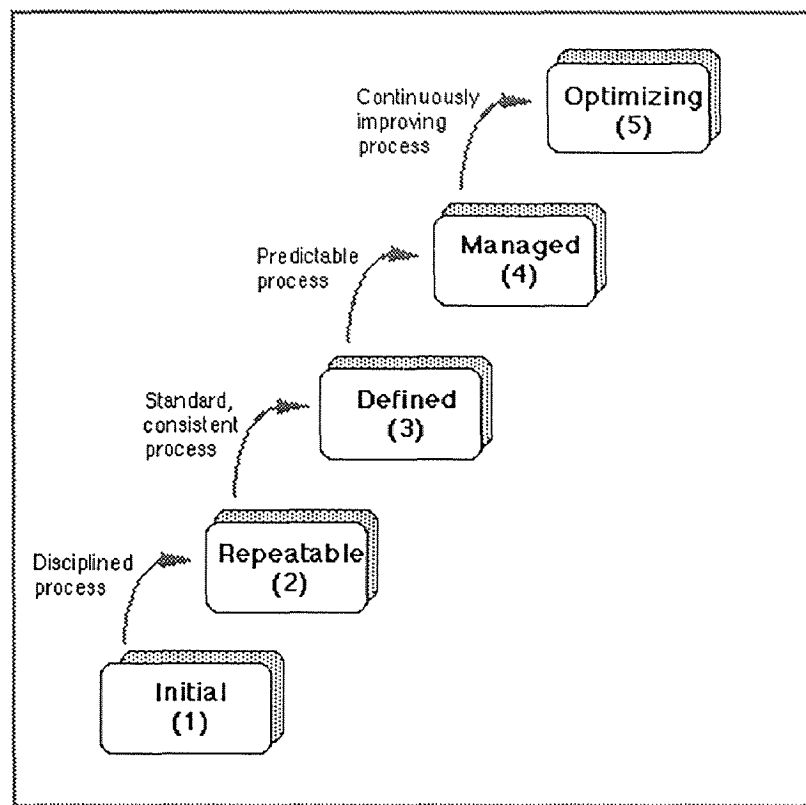 Continuously
improving
process
Optimizing
(5)
Predictable
process
Managed
(4)
Standard,
consistent
process
Defined
(3)
Disciplined
process
Repeatable
(2)
Initial
(1)